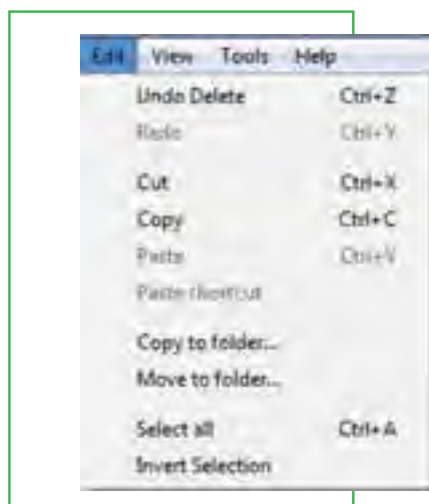 Edit View Tools Help
Undo Delete Ctrl+Z
Redo Ctrl+Y
Cut Ctrl+X
Copy Ctrl+C
Paste Ctrl+V
Paste shortcut
Copy to folder...
Move to folder...
Select all Ctrl+A
Invert Selection